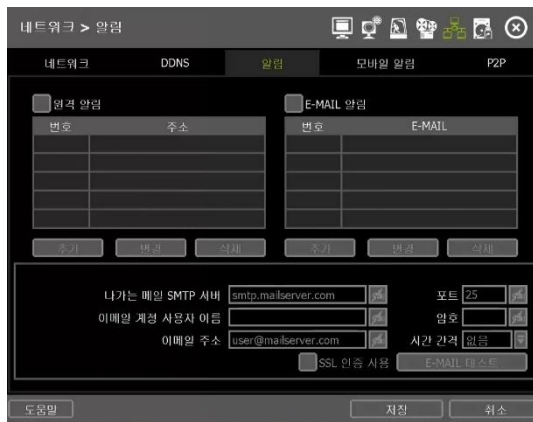 네트워크 > 알림
네트워크 DDNS 알림 모바일 알림 P2P
원격 알림 E-MAIL 알림
번호 주소 번호 E-MAIL
추가 변경 삭제 추가 변경 삭제
나가는 메일 SMTP 서버 smtp.mailserver.com 포트 25
이메일 계정 사용자 이름 암호
이메일 주소 user@mailserver.com 시간 간격 없음
SSL 인증 사용 E-MAIL 테스트
도움말 저장 취소